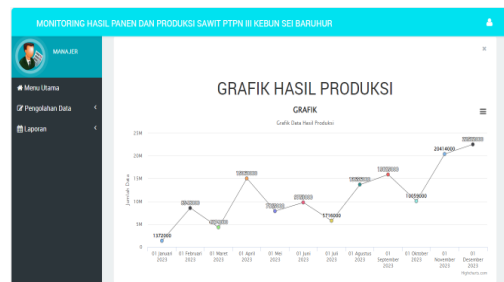 MONITORING HASIL PANEN DAN PRODUKSI SAWIT PTPN III KEBUN SEI BARUHUR
MANAJER
×
Menu Utama
Pengolahan Data
Laporan
GRAFIK HASIL PRODUKSI
GRAFIK
Grafik Data Hasil Produksi
Jumlah Data
25M
20M
15M
10M
5M
0
1372000
5716000
20414000
01 Januari 2023
01 Februari 2023
01 Maret 2023
01 April 2023
01 Mei 2023
01 Juni 2023
01 Juli 2023
01 Agustus 2023
01 September 2023
01 Oktober 2023
01 November 2023
01 Desember 2023
Highcharts.com